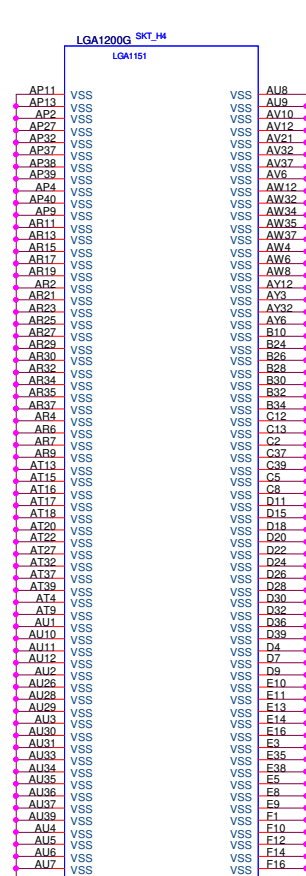 LGA1200G SKT_H4
LGA1151
AP11 VSS VSS AU8
AP13 VSS VSS AU9
AP2 VSS VSS AV10
AP27 VSS VSS AV12
AP32 VSS VSS AV21
AP37 VSS VSS AV32
AP38 VSS VSS AV37
AP39 VSS VSS AV6
AP4 VSS VSS AW12
AP40 VSS VSS AW32
AP9 VSS VSS AW34
AR11 VSS VSS AW35
AR13 VSS VSS AW37
AR15 VSS VSS AW4
AR17 VSS VSS AW6
AR19 VSS VSS AW8
AR2 VSS VSS AY12
AR21 VSS VSS AY3
AR23 VSS VSS AY32
AR25 VSS VSS AY6
AR27 VSS VSS B10
AR29 VSS VSS B24
AR30 VSS VSS B26
AR32 VSS VSS B28
AR34 VSS VSS B30
AR35 VSS VSS B32
AR37 VSS VSS B34
AR4 VSS VSS C12
AR6 VSS VSS C13
AR7 VSS VSS C2
AR9 VSS VSS C37
AT13 VSS VSS C39
AT15 VSS VSS C5
AT16 VSS VSS C8
AT17 VSS VSS D11
AT18 VSS VSS D15
AT20 VSS VSS D18
AT22 VSS VSS D20
AT27 VSS VSS D22
AT32 VSS VSS D24
AT37 VSS VSS D26
AT39 VSS VSS D28
AT4 VSS VSS D30
AT9 VSS VSS D32
AU1 VSS VSS D36
AU10 VSS VSS D39
AU11 VSS VSS D4
AU12 VSS VSS D7
AU2 VSS VSS D9
AU26 VSS VSS E10
AU28 VSS VSS E11
AU29 VSS VSS E13
AU3 VSS VSS E14
AU30 VSS VSS E16
AU31 VSS VSS E3
AU33 VSS VSS E35
AU34 VSS VSS E38
AU35 VSS VSS E5
AU36 VSS VSS E8
AU37 VSS VSS E9
AU39 VSS VSS F1
AU4 VSS VSS F10
AU5 VSS VSS F12
AU6 VSS VSS F14
AU7 VSS VSS F16